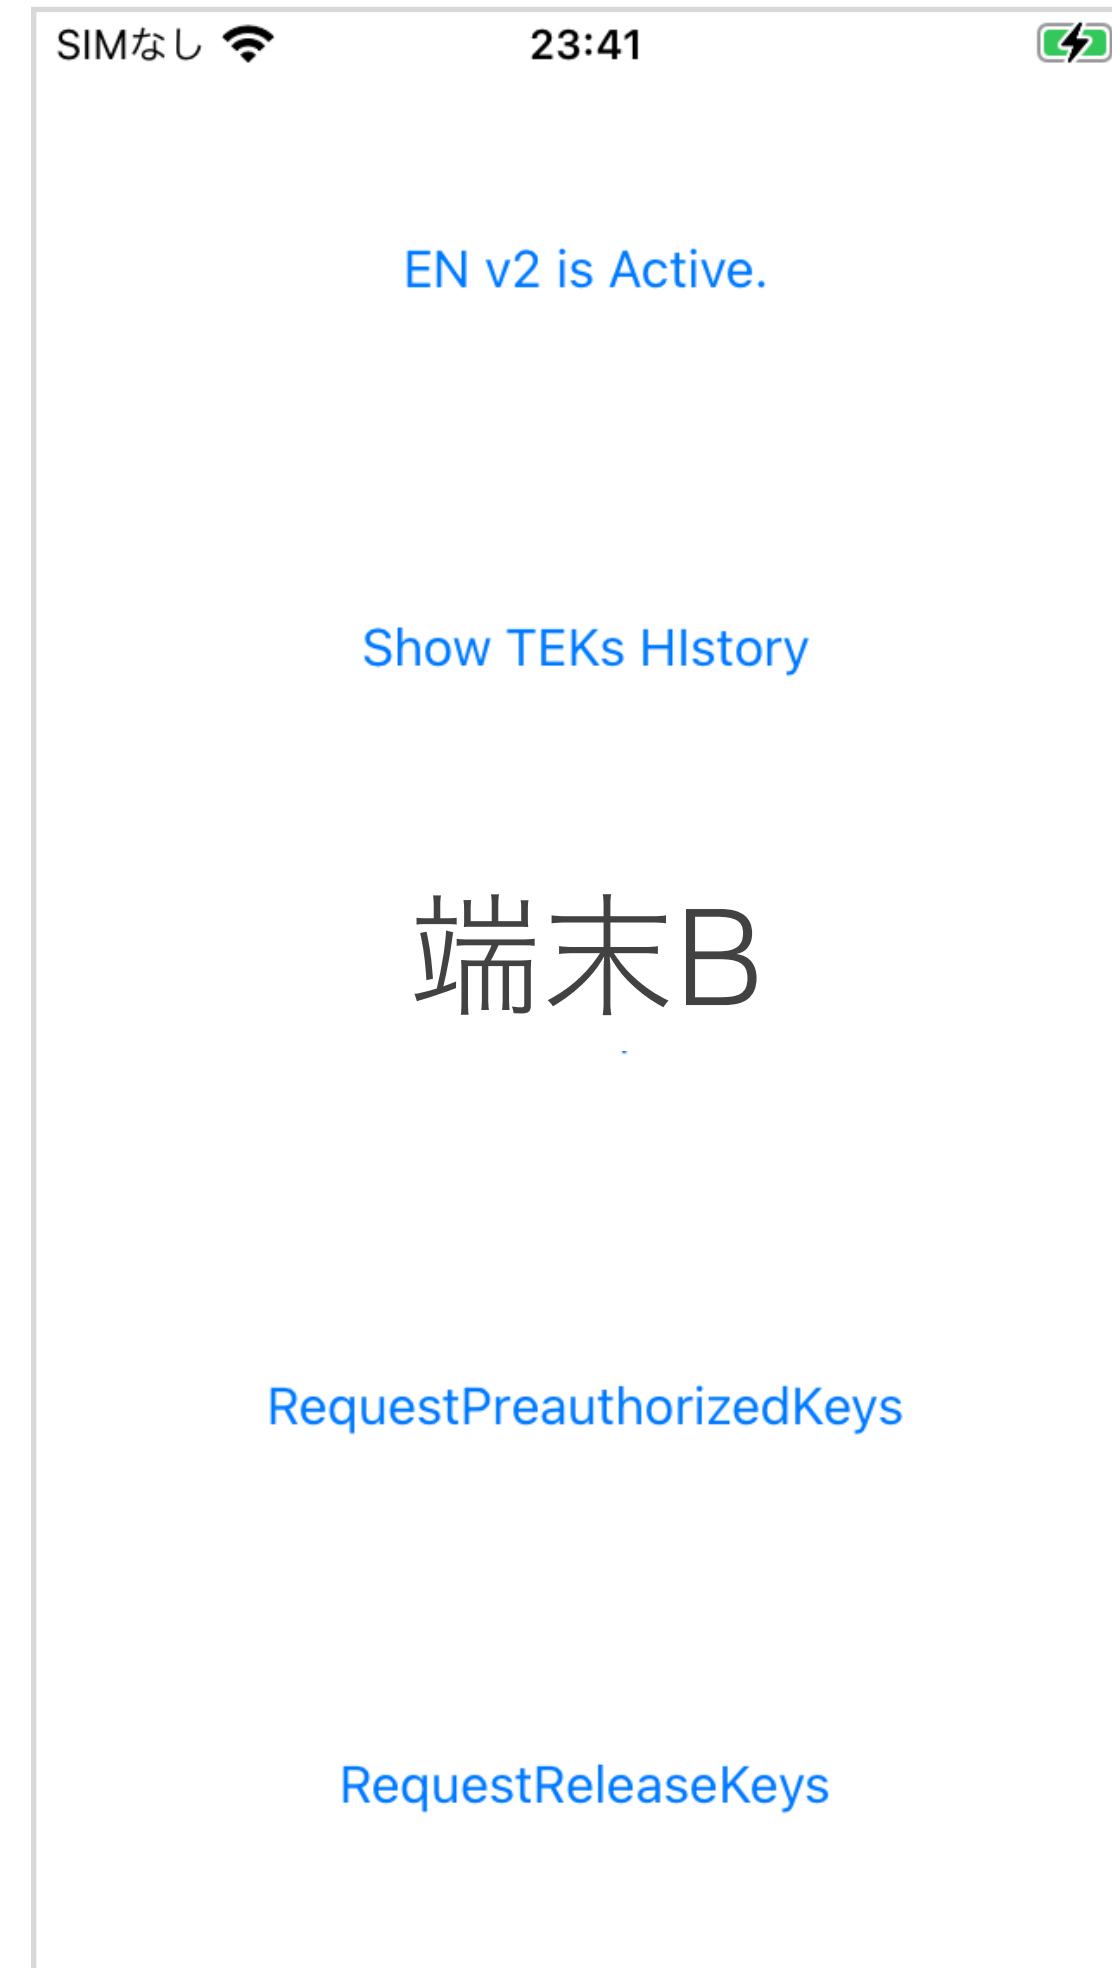 SIMなし 23:41
EN v2 is Active.
Show TEKs HIstory
端末B
RequestPreauthorizedKeys
RequestReleaseKeys